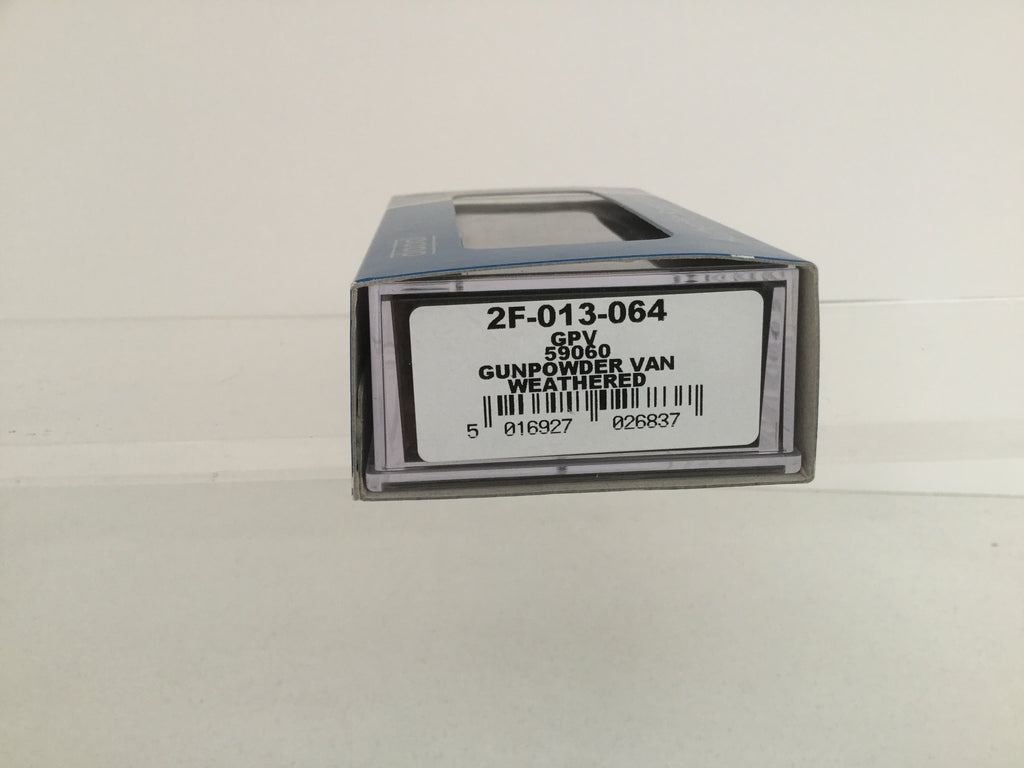 2F-013-064
GPV
59060
GUNPOWDER VAN
WEATHERED
5 016927 026837